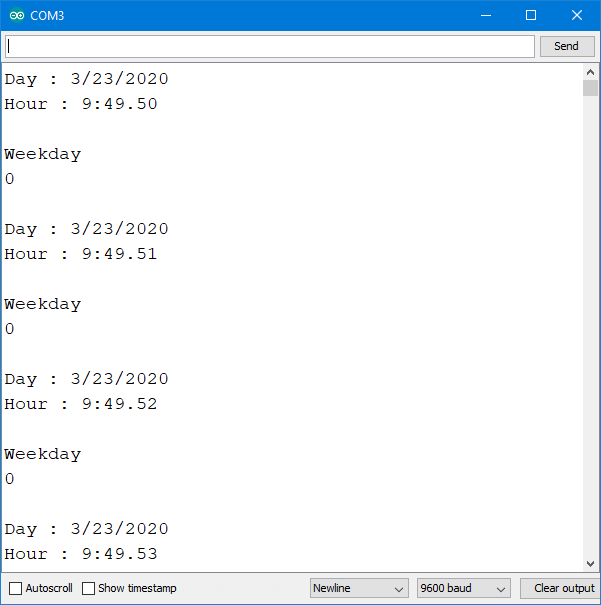 COM3
Send
Day : 3/23/2020
Hour : 9:49.50
Weekday
0
Day : 3/23/2020
Hour : 9:49.51
Weekday
0
Day : 3/23/2020
Hour : 9:49.52
Weekday
0
Day : 3/23/2020
Hour : 9:49.53
Autoscroll Show timestamp Newline 9600 baud Clear output